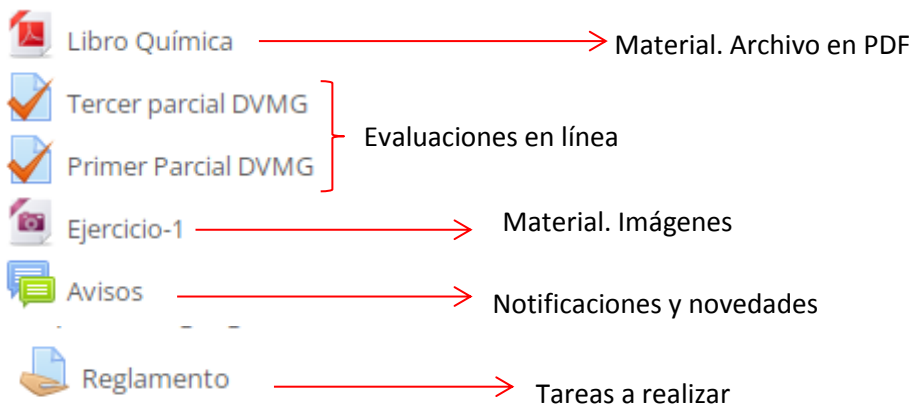 Libro Química
Material. Archivo en PDF
Tercer parcial DVMG
Evaluaciones en línea
Primer Parcial DVMG
Ejercicio-1
Material. Imágenes
Avisos
Notificaciones y novedades
Reglamento
Tareas a realizar